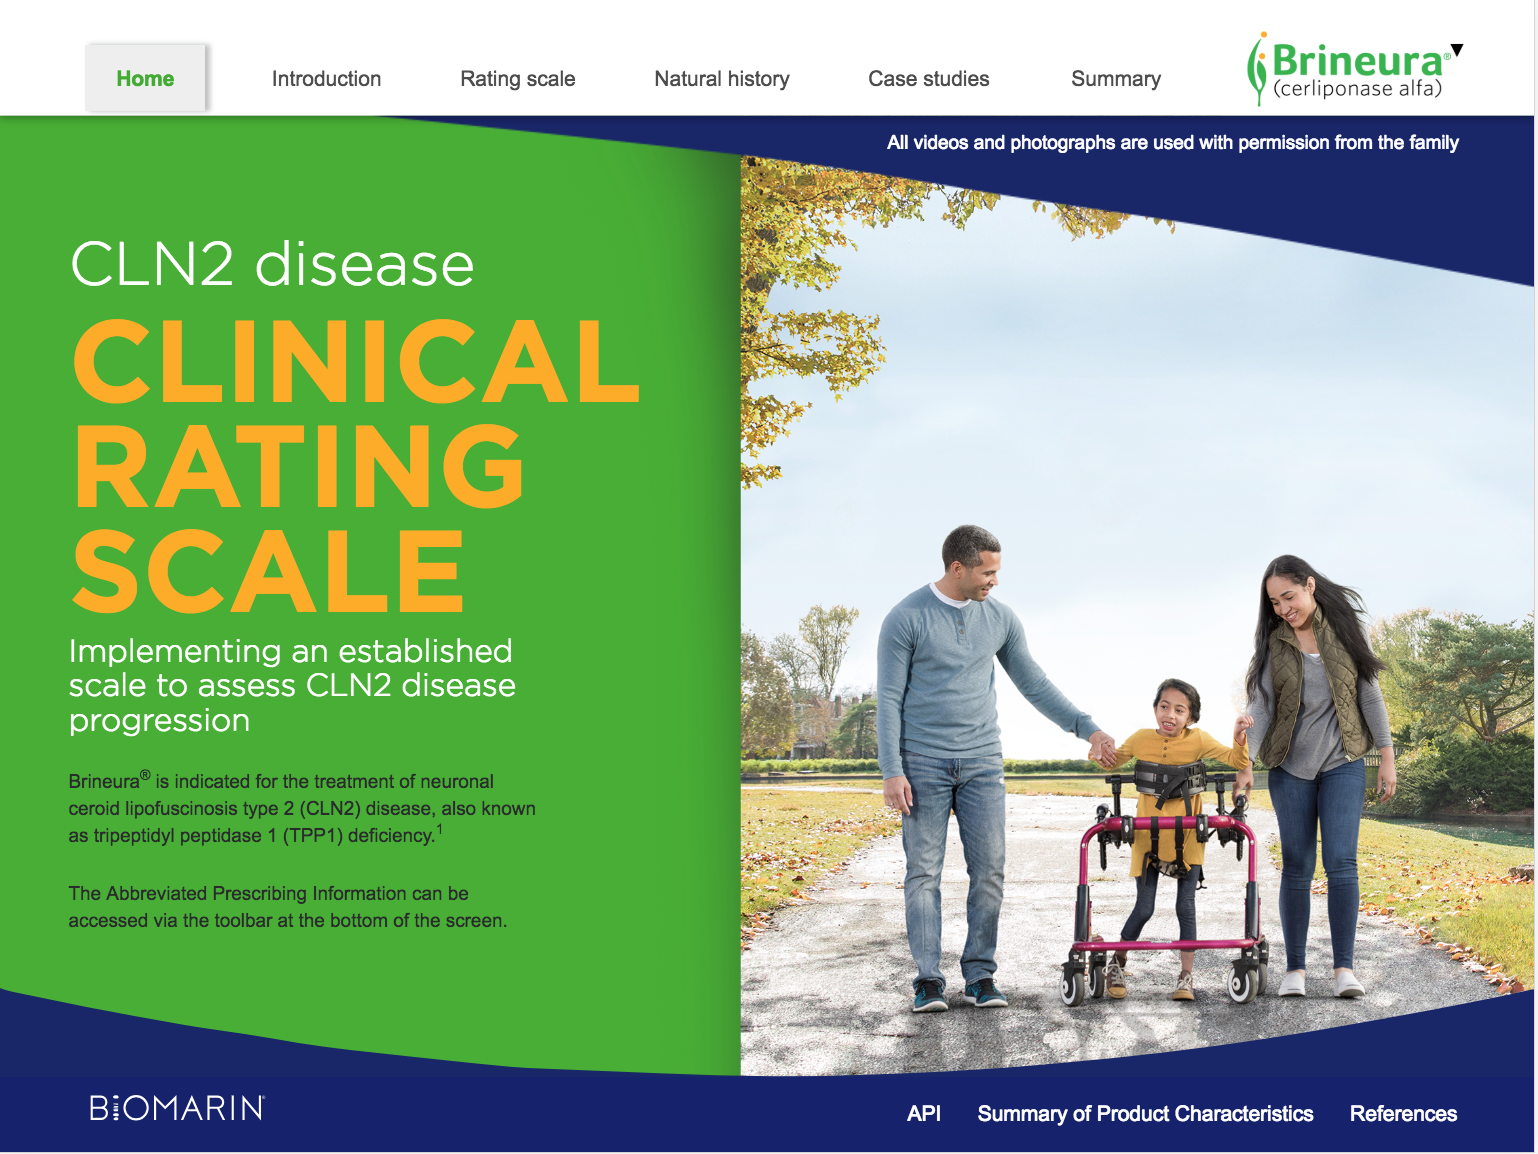 Home Introduction Rating scale Natural history Case studies Summary
Brineura®▼
(cerliponase alfa)
All videos and photographs are used with permission from the family
CLN2 disease
CLINICAL
RATING
SCALE
Implementing an established
scale to assess CLN2 disease
progression
Brineura® is indicated for the treatment of neuronal
ceroid lipofuscinosis type 2 (CLN2) disease, also known
as tripeptidyl peptidase 1 (TPP1) deficiency.1
The Abbreviated Prescribing Information can be
accessed via the toolbar at the bottom of the screen.
BIOMARIN
API Summary of Product Characteristics References